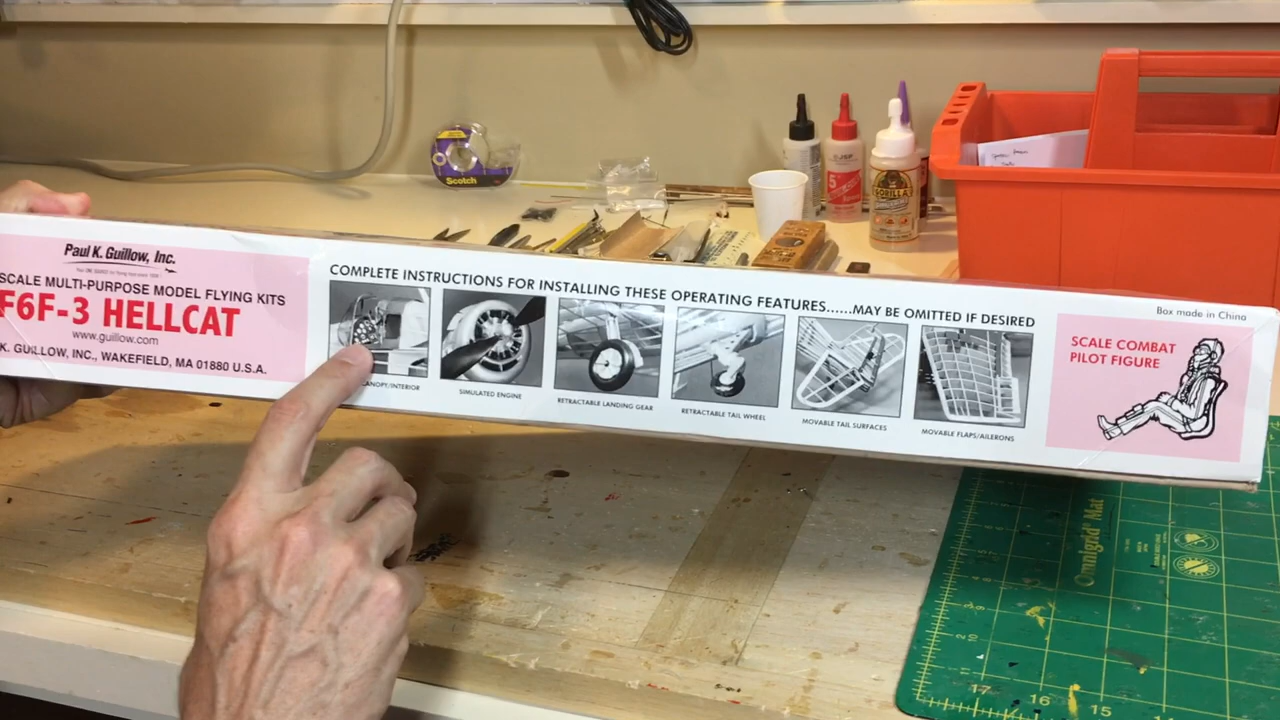 Paul K. Guillow, Inc.
SCALE MULTI-PURPOSE MODEL FLYING KITS
F6F-3 HELLCAT
www.guillow.com
K. GUILLOW, INC., WAKEFIELD, MA 01880 U.S.A.
COMPLETE INSTRUCTIONS FOR INSTALLING THESE OPERATING FEATURES......MAY BE OMITTED IF DESIRED
CANOPY/INTERIOR
SIMULATED ENGINE
RETRACTABLE LANDING GEAR
RETRACTABLE TAIL WHEEL
MOVABLE TAIL SURFACES
MOVABLE FLAPS/AILERONS
Box made in China
SCALE COMBAT
PILOT FIGURE
Scotch
5
GORILLA
Omnigrid® Mat
17
16
15